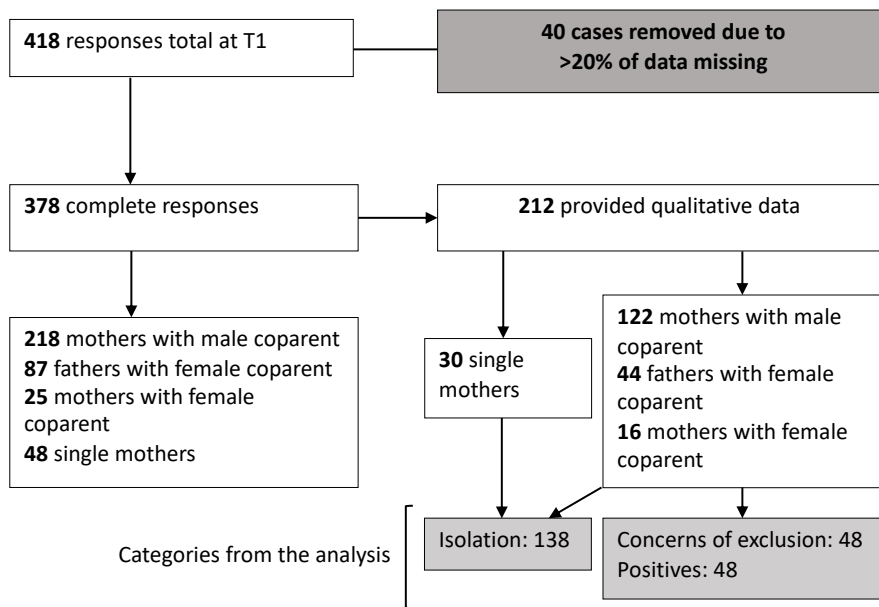 418 responses total at T1
40 cases removed due to
>20% of data missing
378 complete responses
212 provided qualitative data
218 mothers with male coparent
87 fathers with female coparent
25 mothers with female
coparent
48 single mothers
30 single
mothers
122 mothers with male
coparent
44 fathers with female
coparent
16 mothers with female
coparent
Categories from the analysis
Isolation: 138
Concerns of exclusion: 48
Positives: 48